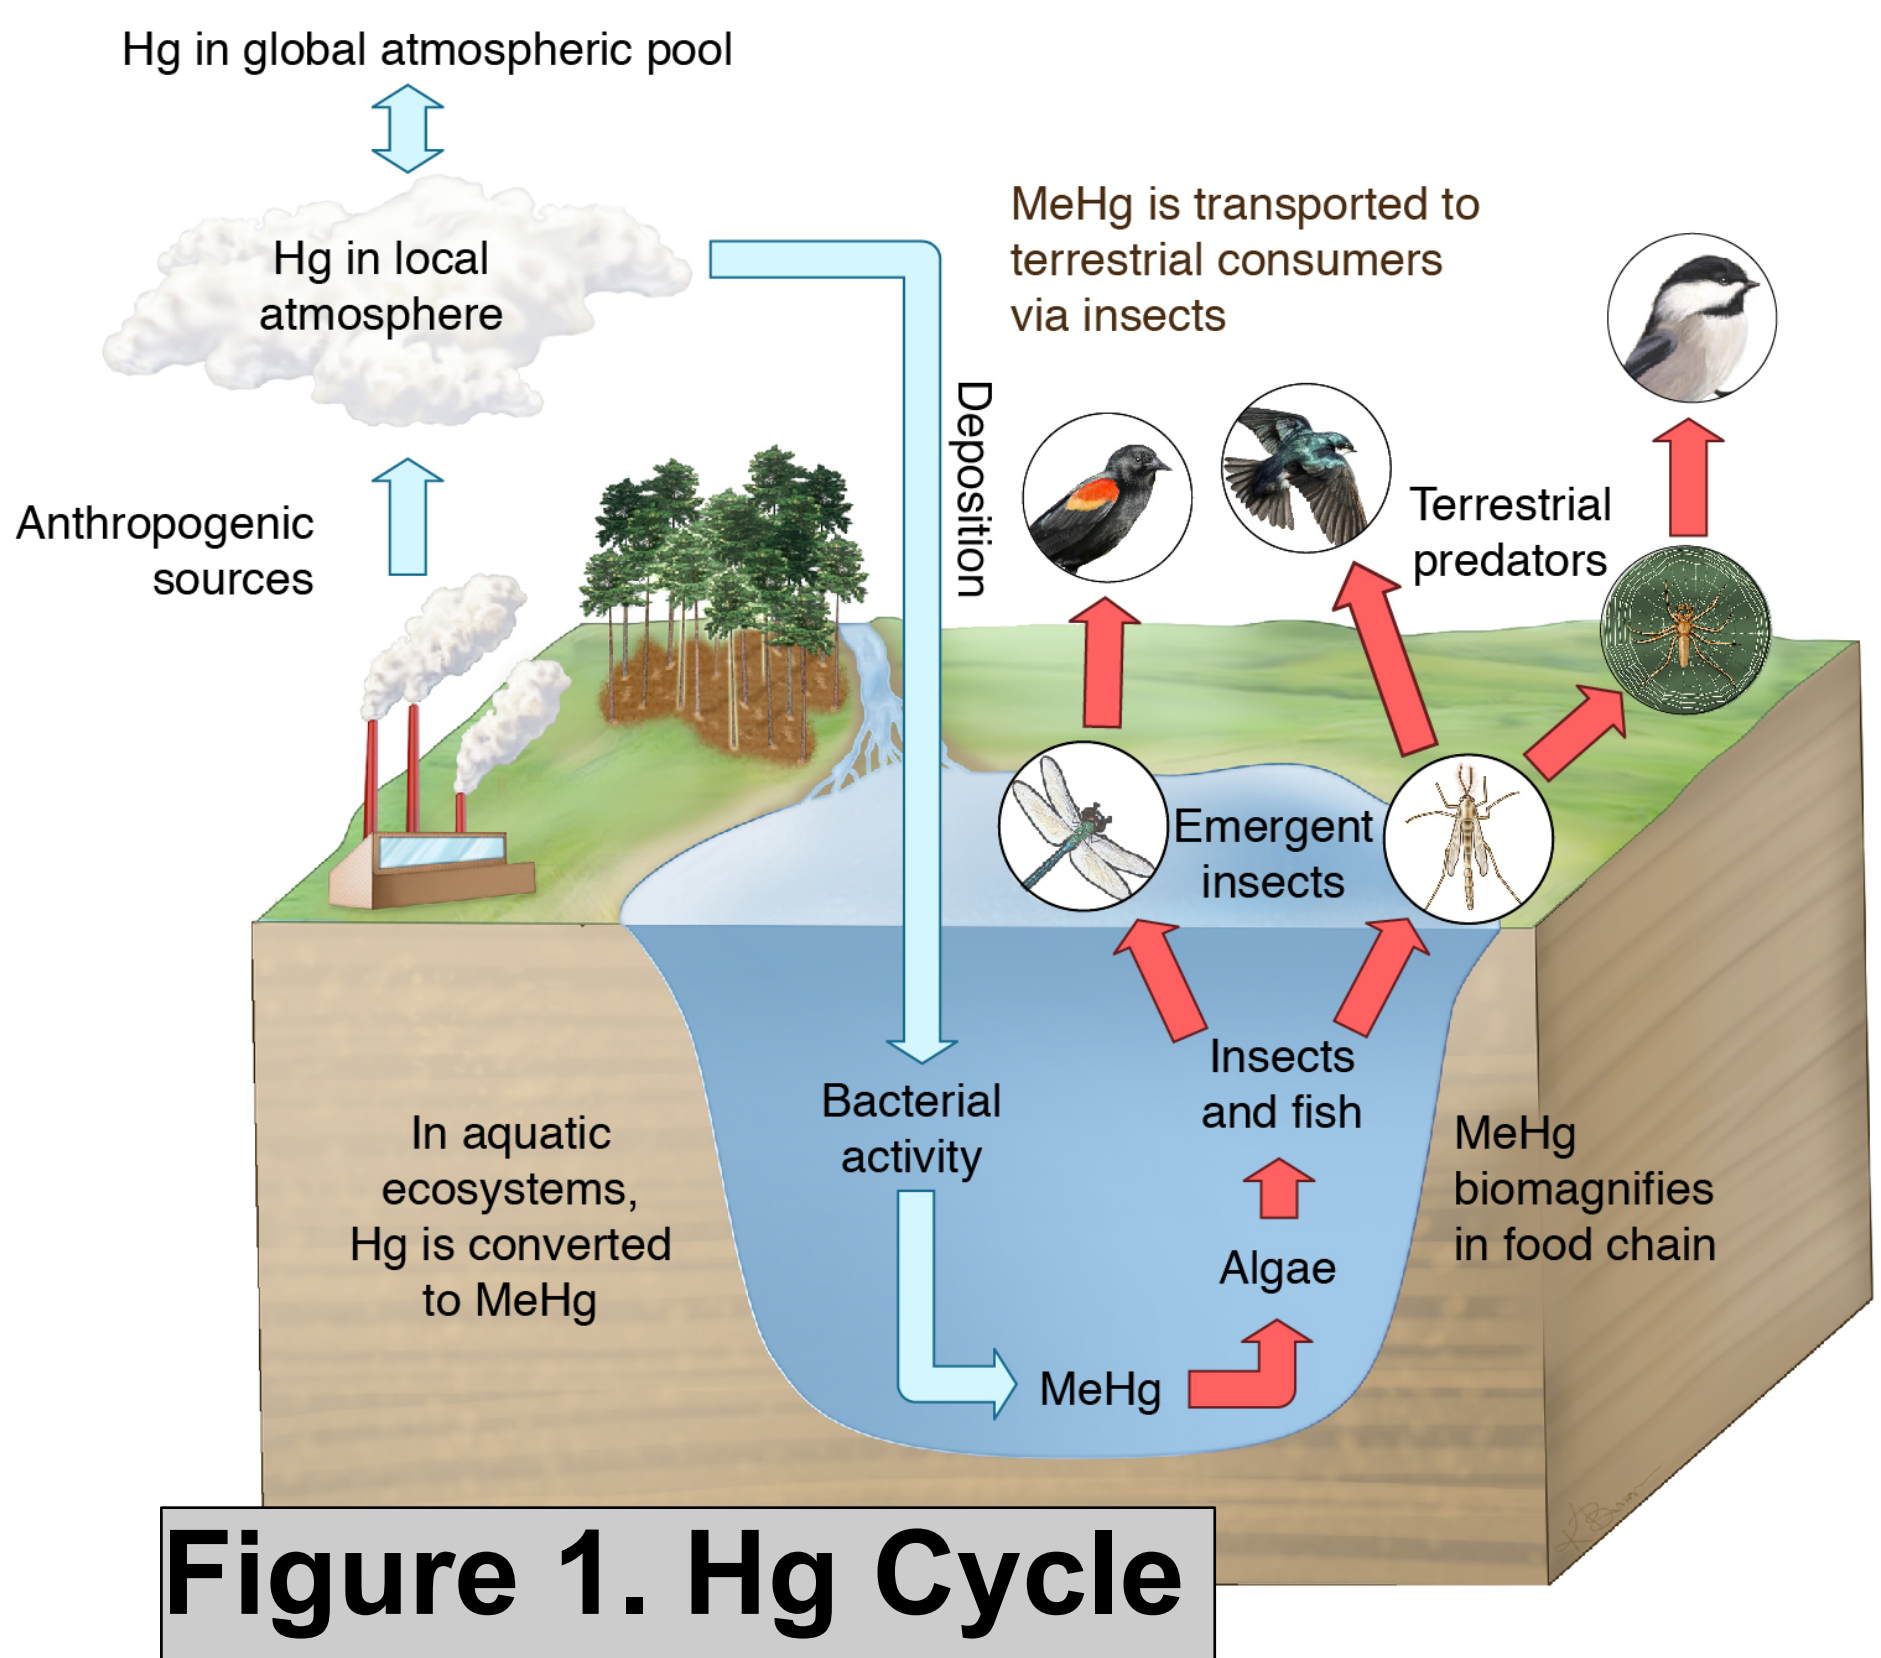 Hg in global atmospheric pool
Hg in local
atmosphere
Anthropogenic
sources
Deposition
MeHg is transported to
terrestrial consumers
via insects
Terrestrial
predators
Emergent
insects
Insects
and fish
Bacterial
activity
Algae
MeHg
In aquatic
ecosystems,
Hg is converted
to MeHg
MeHg
biomagnifies
in food chain
Figure 1. Hg Cycle